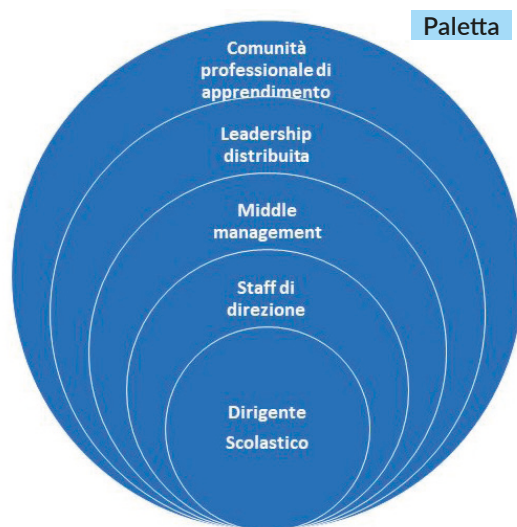 Paletta
Comunità
professionale di
apprendimento
Leadership
distribuita
Middle
management
Staff di
direzione
Dirigente
Scolastico